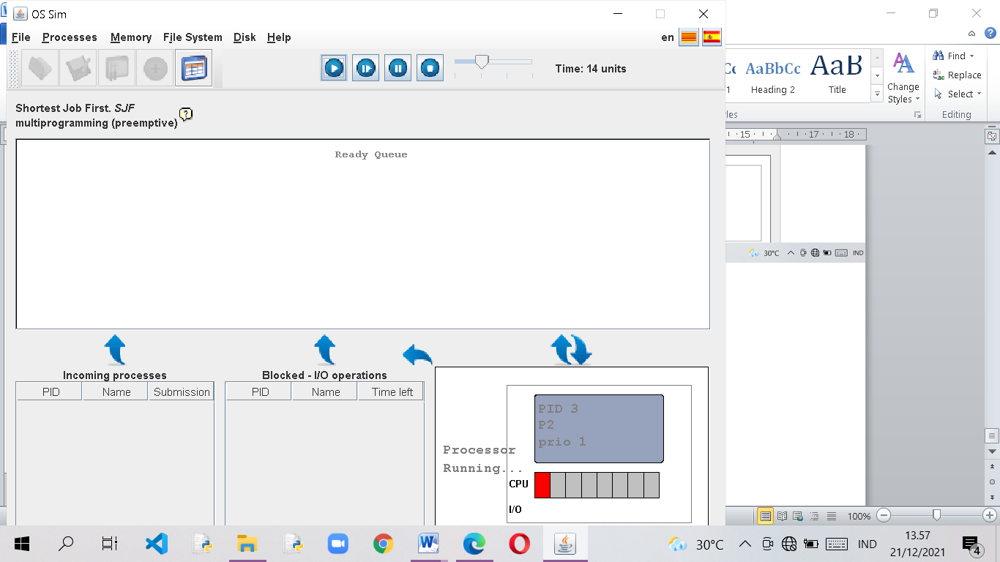 OS Sim
File Processes Memory File System Disk Help
en
Time: 14 units
Shortest Job First. SJF
multiprogramming (preemptive)
?
Ready Queue
Incoming processes
PID Name Submission
Blocked - I/O operations
PID Name Time left
PID 3
P2
prio 1
Processor
Running...
CPU
I/O
AaBbCc AaB
1 Heading 2 Title
Change
Styles
Find
Replace
Select
les
Editing
15 17 18
30°C IND
100%
30°C IND
13.57
21/12/2021
4